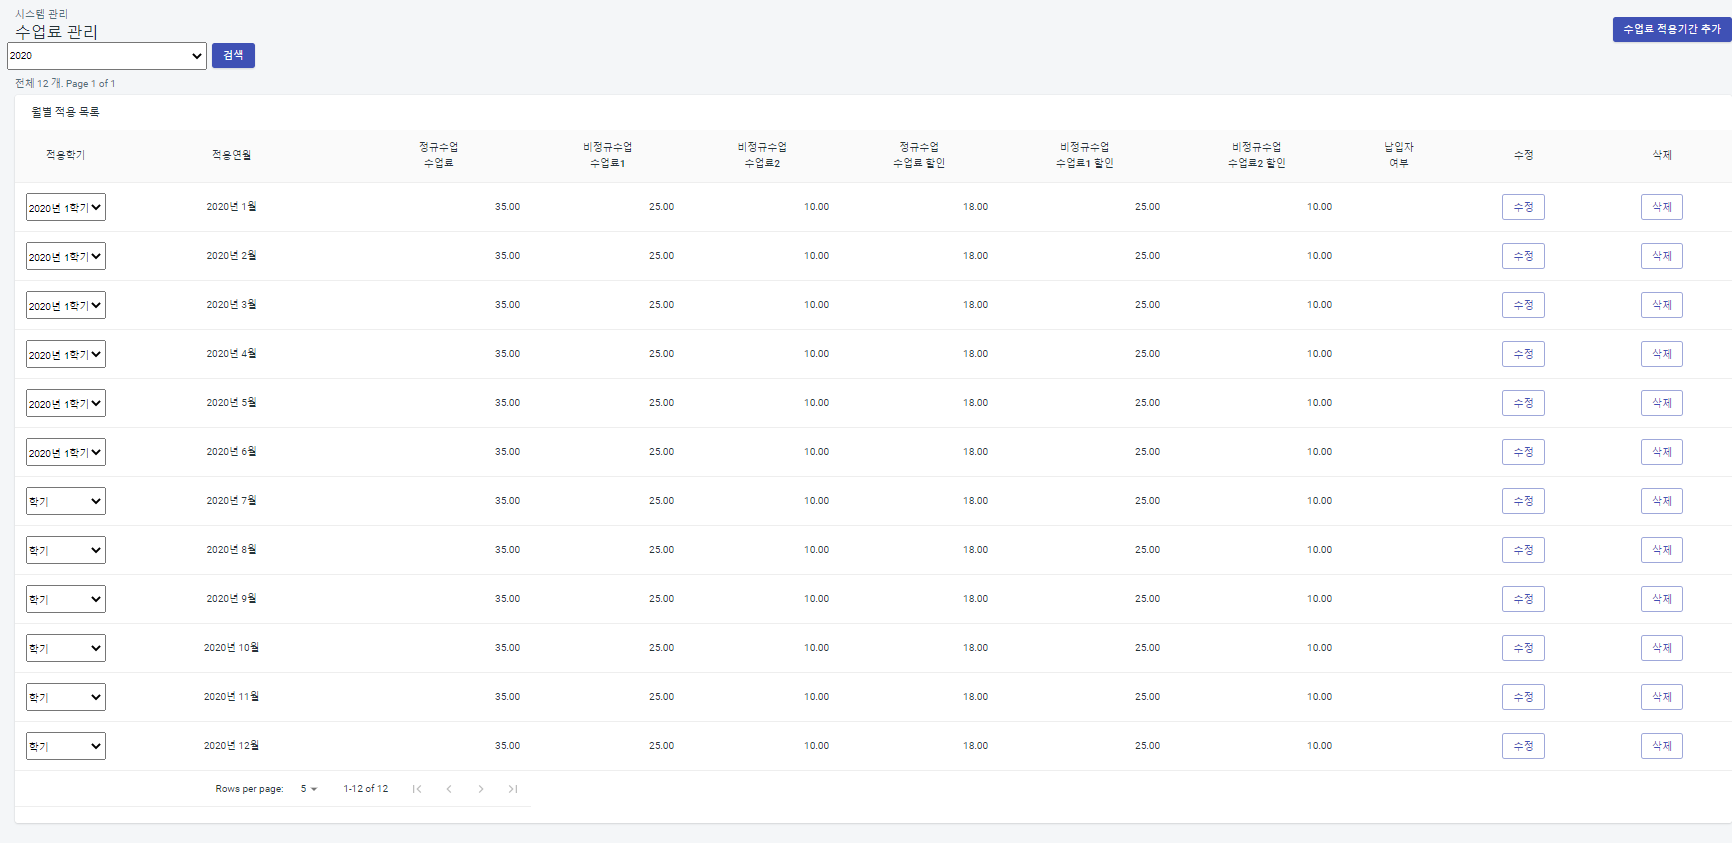 시스템 관리
수업료 관리
수업료 적용기간 추가
2020
검색
전체 12 개. Page 1 of 1
월별 적용 목록
적용학기 적용연월 정규수업 수업료 비정규수업 수업료1 비정규수업 수업료2 정규수업 수업료 할인 비정규수업 수업료1 할인 비정규수업 수업료2 할인 납입자 여부 수정 삭제
2020년 1학기 2020년 1월 35.00 25.00 10.00 18.00 25.00 10.00 수정 삭제
2020년 1학기 2020년 2월 35.00 25.00 10.00 18.00 25.00 10.00 수정 삭제
2020년 1학기 2020년 3월 35.00 25.00 10.00 18.00 25.00 10.00 수정 삭제
2020년 1학기 2020년 4월 35.00 25.00 10.00 18.00 25.00 10.00 수정 삭제
2020년 1학기 2020년 5월 35.00 25.00 10.00 18.00 25.00 10.00 수정 삭제
2020년 1학기 2020년 6월 35.00 25.00 10.00 18.00 25.00 10.00 수정 삭제
학기 2020년 7월 35.00 25.00 10.00 18.00 25.00 10.00 수정 삭제
학기 2020년 8월 35.00 25.00 10.00 18.00 25.00 10.00 수정 삭제
학기 2020년 9월 35.00 25.00 10.00 18.00 25.00 10.00 수정 삭제
학기 2020년 10월 35.00 25.00 10.00 18.00 25.00 10.00 수정 삭제
학기 2020년 11월 35.00 25.00 10.00 18.00 25.00 10.00 수정 삭제
학기 2020년 12월 35.00 25.00 10.00 18.00 25.00 10.00 수정 삭제
Rows per page: 5 1-12 of 12